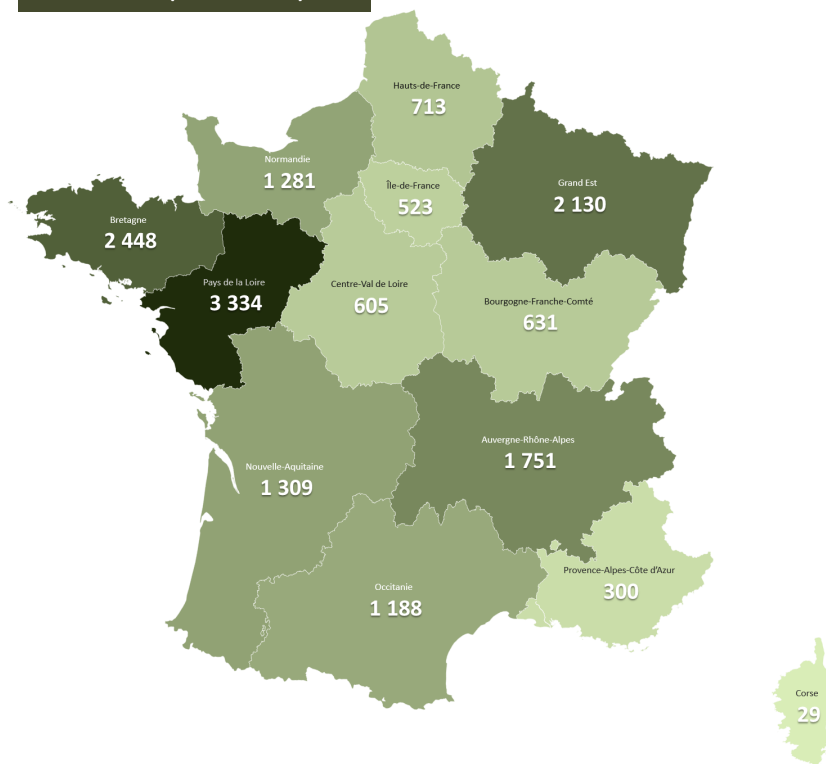 Hauts-de-France
713
Normandie
1 281
Île-de-France
523
Grand Est
2 130
Bretagne
2 448
Pays de la Loire
3 334
Centre-Val de Loire
605
Bourgogne-Franche-Comté
631
Auvergne-Rhône-Alpes
1 751
Nouvelle-Aquitaine
1 309
Provence-Alpes-Côte d'Azur
300
Occitanie
1 188
Corse
29